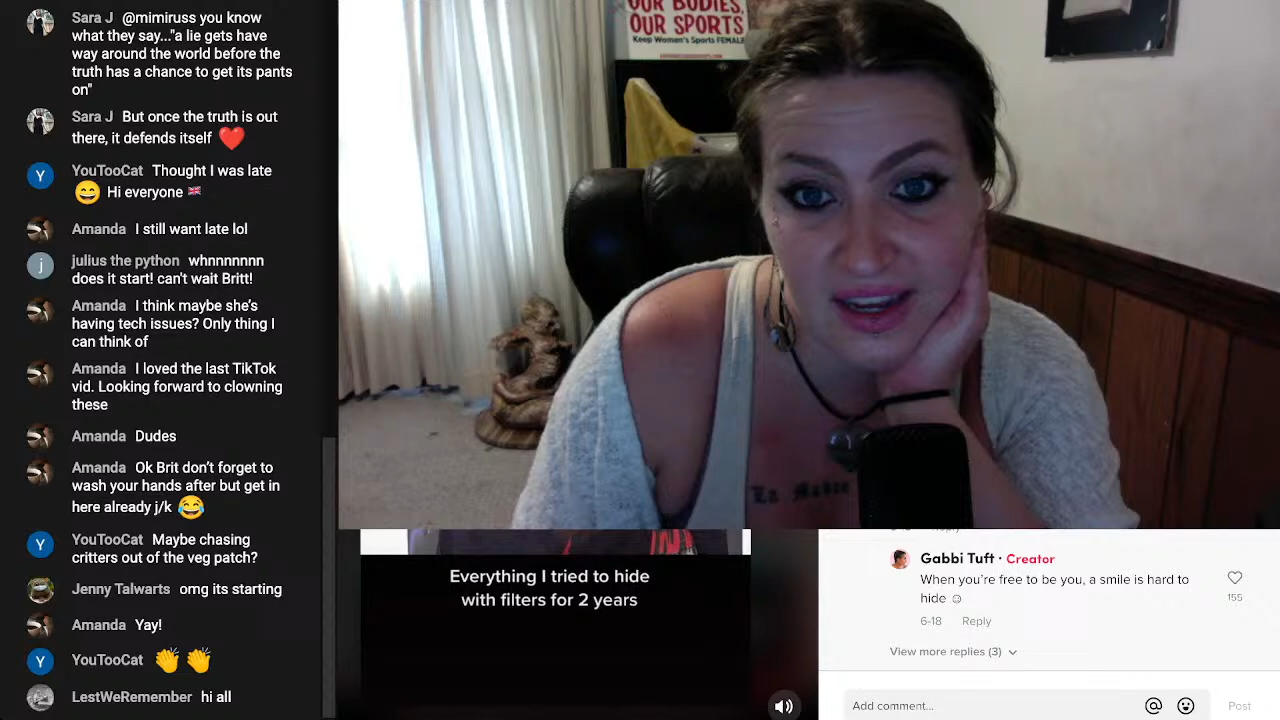 Sara J @mimiruss you know
what they say..."a lie gets have
way around the world before the
truth has a chance to get its pants
on"
Sara J But once the truth is out
there, it defends itself ❤️
Y YouTooCat Thought I was late
😄 Hi everyone 🇬🇧
Amanda I still want late lol
j julius the python whnnnnnnn
does it start! can't wait Britt!
Amanda I think maybe she's
having tech issues? Only thing I
can think of
Amanda I loved the last TikTok
vid. Looking forward to clowning
these
Amanda Dudes
Amanda Ok Brit don't forget to
wash your hands after but get in
here already j/k 😂
Y YouTooCat Maybe chasing
critters out of the veg patch?
Jenny Talwarts omg its starting
Amanda Yay!
Y YouTooCat 👏 👏
LestWeRemember hi all
OUR BODIES,
OUR SPORTS
Keep Women's Sports FEMALE
La
Everything I tried to hide
with filters for 2 years
Gabbi Tuft · Creator
When you're free to be you, a smile is hard to
hide ☺
155
6-18 Reply
View more replies (3)
Add comment...
Post